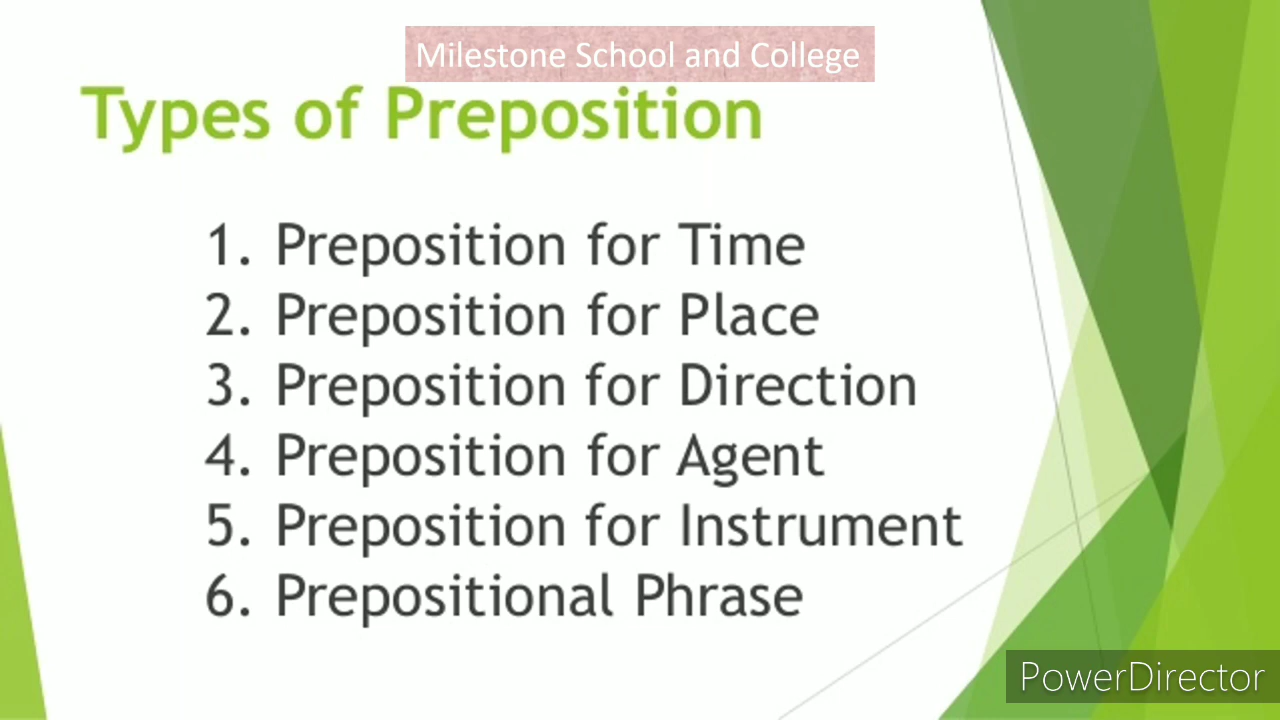 Milestone School and College
Types of Preposition
1. Preposition for Time
2. Preposition for Place
3. Preposition for Direction
4. Preposition for Agent
5. Preposition for Instrument
6. Prepositional Phrase
PowerDirector